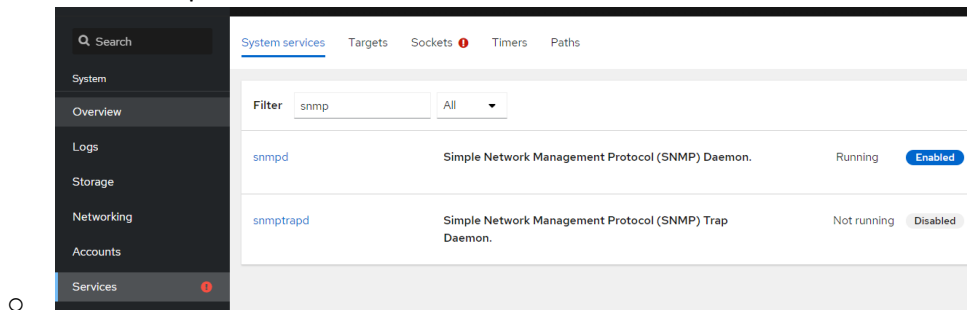 Search
System services Targets Sockets Timers Paths
System
Overview
Filter snmp All
Logs
snmpd Simple Network Management Protocol (SNMP) Daemon. Running Enabled
Storage
Networking
snmptrapd Simple Network Management Protocol (SNMP) Trap Daemon. Not running Disabled
Accounts
Services